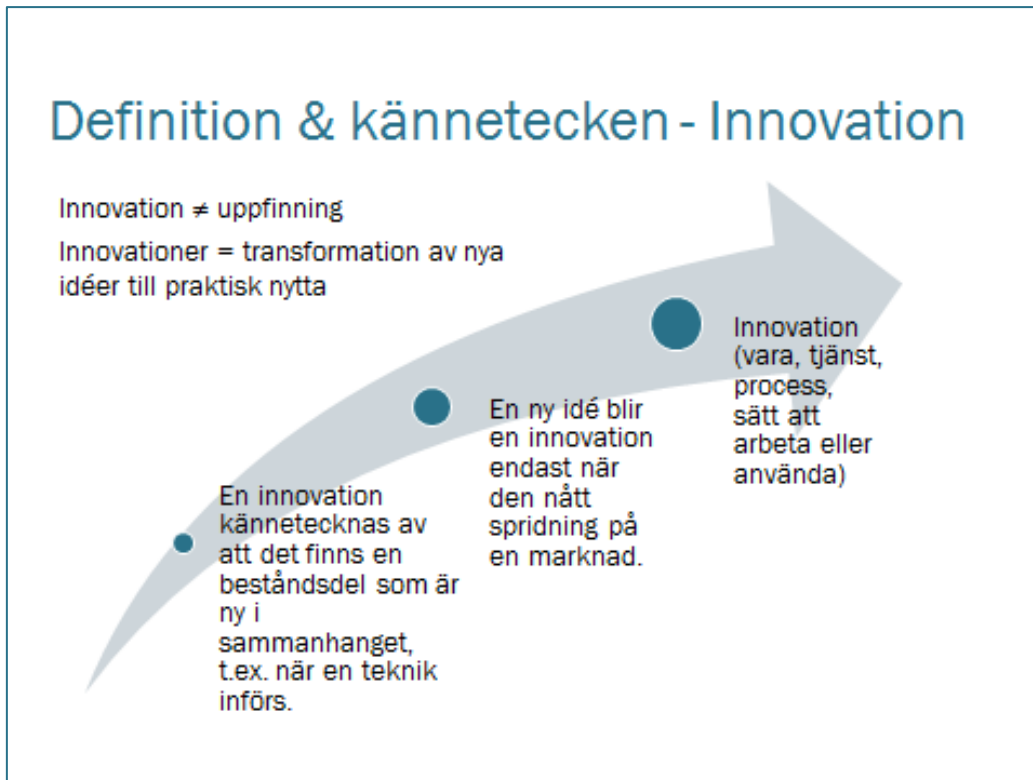 Definition & kännetecken - Innovation
Innovation ≠ uppfinning
Innovationer = transformation av nya
idéer till praktisk nytta
En innovation
kännetecknas av
att det finns en
beståndsdel som är
ny i
sammanhanget,
t.ex. när en teknik
införs.
En ny idé blir
en innovation
endast när
den nått
spridning på
en marknad.
Innovation
(vara, tjänst,
process,
sätt att
arbeta eller
använda)